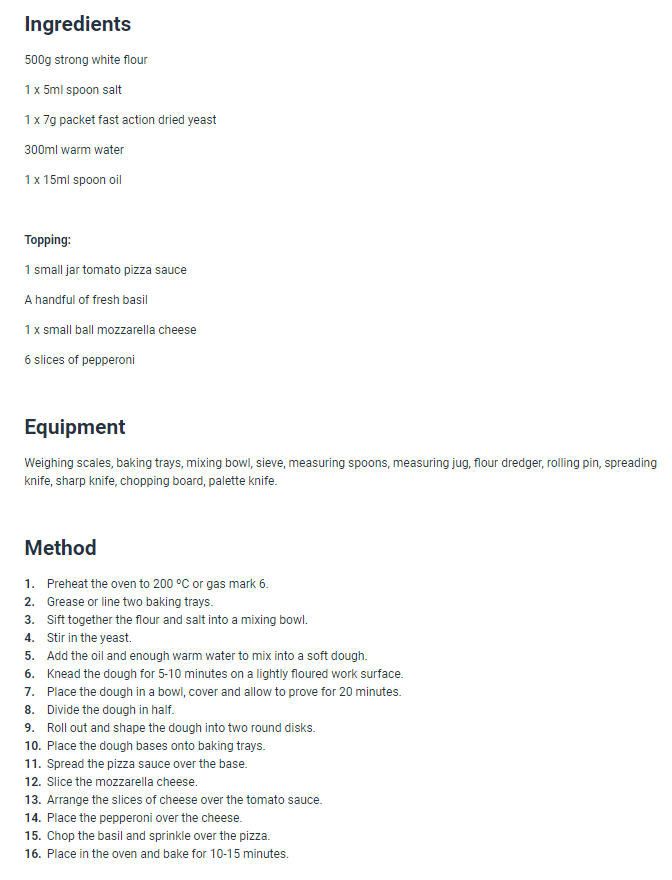 Ingredients
500g strong white flour
1 x 5ml spoon salt
1 x 7g packet fast action dried yeast
300ml warm water
1 x 15ml spoon oil
Topping:
1 small jar tomato pizza sauce
A handful of fresh basil
1 x small ball mozzarella cheese
6 slices of pepperoni
Equipment
Weighing scales, baking trays, mixing bowl, sieve, measuring spoons, measuring jug, flour dredger, rolling pin, spreading
knife, sharp knife, chopping board, palette knife.
Method
1. Preheat the oven to 200 ºC or gas mark 6.
2. Grease or line two baking trays.
3. Sift together the flour and salt into a mixing bowl.
4. Stir in the yeast.
5. Add the oil and enough warm water to mix into a soft dough.
6. Knead the dough for 5-10 minutes on a lightly floured work surface.
7. Place the dough in a bowl, cover and allow to prove for 20 minutes.
8. Divide the dough in half.
9. Roll out and shape the dough into two round disks.
10. Place the dough bases onto baking trays.
11. Spread the pizza sauce over the base.
12. Slice the mozzarella cheese.
13. Arrange the slices of cheese over the tomato sauce.
14. Place the pepperoni over the cheese.
15. Chop the basil and sprinkle over the pizza.
16. Place in the oven and bake for 10-15 minutes.